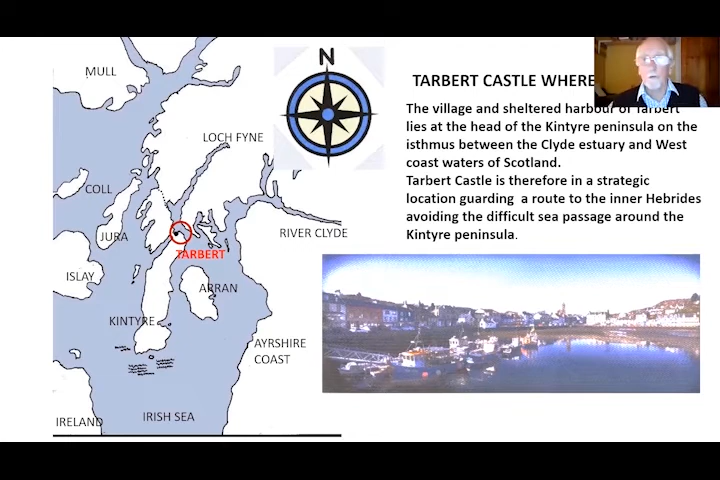 MULL
N
LOCH FYNE
COLL
JURA
RIVER CLYDE
TARBERT
ISLAY
ARRAN
KINTYRE
AYRSHIRE
COAST
IRELAND
IRISH SEA
TARBERT CASTLE WHERE
The village and sheltered harbour of Tarbert
lies at the head of the Kintyre peninsula on the
isthmus between the Clyde estuary and West
coast waters of Scotland.
Tarbert Castle is therefore in a strategic
location guarding a route to the inner Hebrides
avoiding the difficult sea passage around the
Kintyre peninsula.